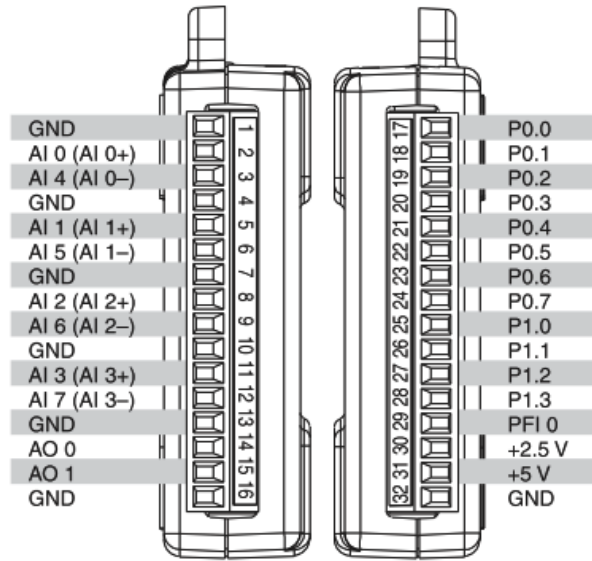 GND 1 17 P0.0
AI 0 (AI 0+) 2 18 P0.1
AI 4 (AI 0–) 3 19 P0.2
GND 4 20 P0.3
AI 1 (AI 1+) 5 21 P0.4
AI 5 (AI 1–) 6 22 P0.5
GND 7 23 P0.6
AI 2 (AI 2+) 8 24 P0.7
AI 6 (AI 2–) 9 25 P1.0
GND 10 26 P1.1
AI 3 (AI 3+) 11 27 P1.2
AI 7 (AI 3–) 12 28 P1.3
GND 13 29 PFI 0
AO 0 14 30 +2.5 V
AO 1 15 31 +5 V
GND 16 32 GND